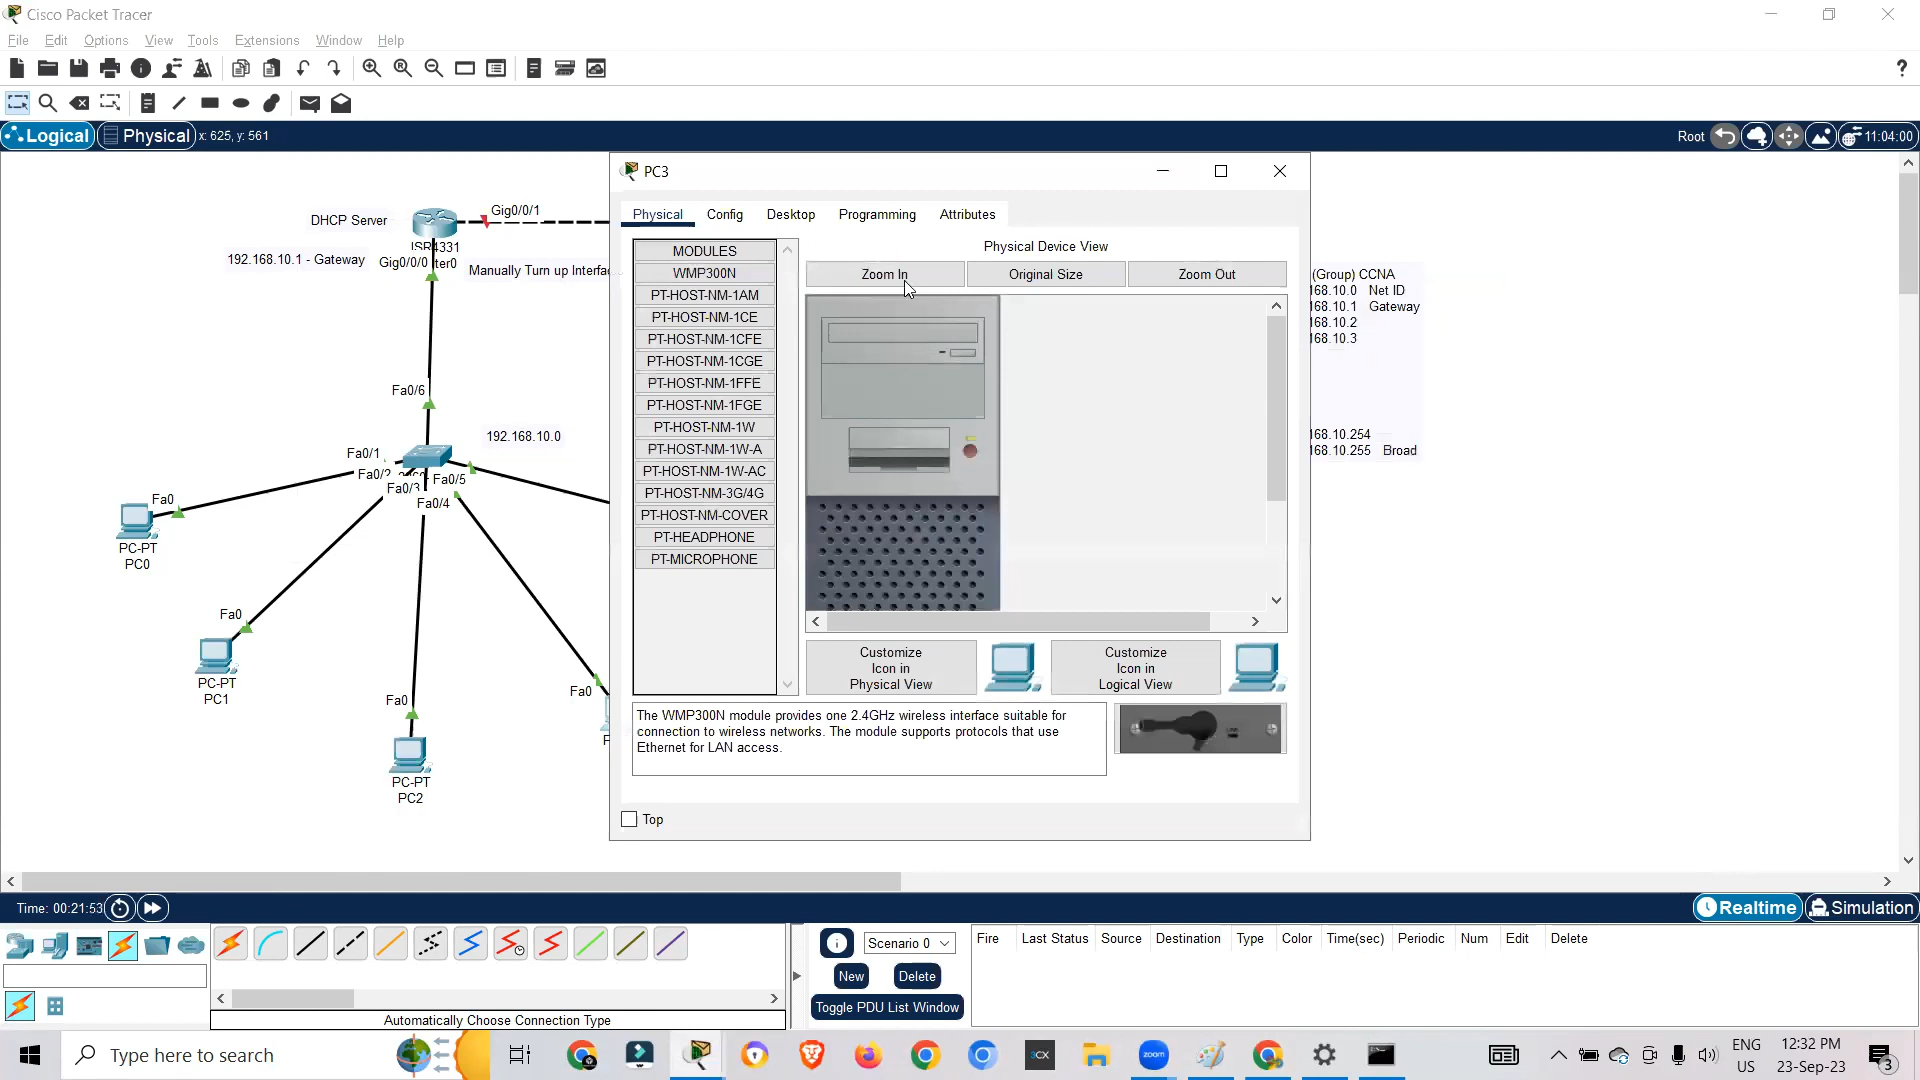 Cisco Packet Tracer
File Edit Options View Tools Extensions Window Help
?
Logical Physical x: 625, y: 561
Root 11:04:00
PC3
Physical Config Desktop Programming Attributes
MODULES
WMP300N
PT-HOST-NM-1AM
PT-HOST-NM-1CE
PT-HOST-NM-1CFE
PT-HOST-NM-1CGE
PT-HOST-NM-1FFE
PT-HOST-NM-1FGE
PT-HOST-NM-1W
PT-HOST-NM-1W-A
PT-HOST-NM-1W-AC
PT-HOST-NM-3G/4G
PT-HOST-NM-COVER
PT-HEADPHONE
PT-MICROPHONE
Physical Device View
Zoom In Original Size Zoom Out
Customize
Icon in
Physical View
Customize
Icon in
Logical View
The WMP300N module provides one 2.4GHz wireless interface suitable for
connection to wireless networks. The module supports protocols that use
Ethernet for LAN access.
Top
DHCP Server
Gig0/0/1
ISR4331
192.168.10.1 - Gateway
Gig0/0/0 ter0
Manually Turn up Interfac
Fa0/6
192.168.10.0
Fa0/1
Fa0/2
Fa0/3
Fa0/5
Fa0/4
Fa0
PC-PT
PC0
Fa0
PC-PT
PC1
Fa0
PC-PT
PC2
Fa0
(Group) CCNA
168.10.0 Net ID
168.10.1 Gateway
168.10.2
168.10.3
168.10.254
168.10.255 Broad
Time: 00:21:53
Realtime Simulation
Automatically Choose Connection Type
Scenario 0
New Delete
Toggle PDU List Window
Fire Last Status Source Destination Type Color Time(sec) Periodic Num Edit Delete
Type here to search
3CX
zoom
ENG
US
12:32 PM
23-Sep-23
3